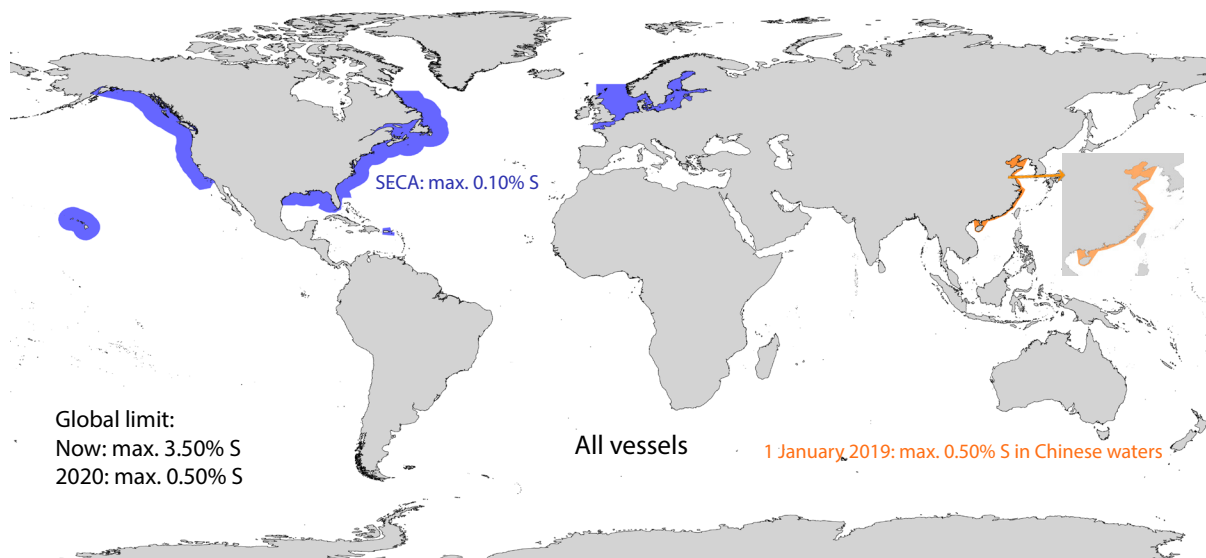 SECA: max. 0.10% S
Global limit:
Now: max. 3.50% S
2020: max. 0.50% S
All vessels
1 January 2019: max. 0.50% S in Chinese waters